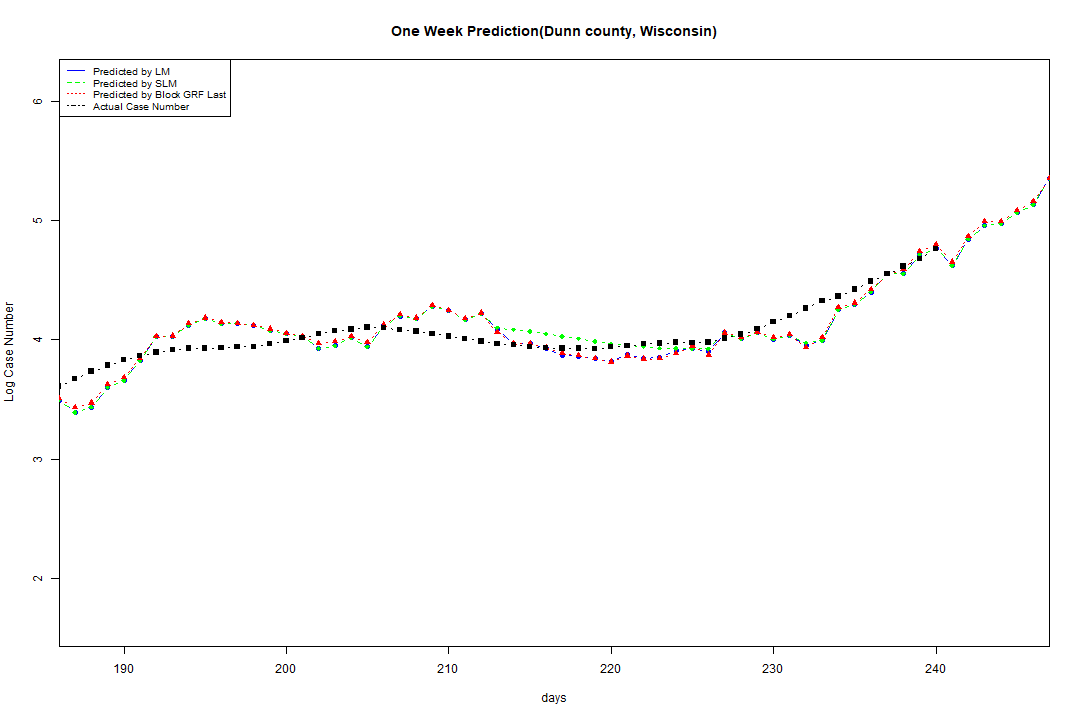 One Week Prediction(Dunn county, Wisconsin)
Predicted by LM
Predicted by SLM
Predicted by Block GRF Last
Actual Case Number
6
5
4
3
2
Log Case Number
190 200 210 220 230 240
days